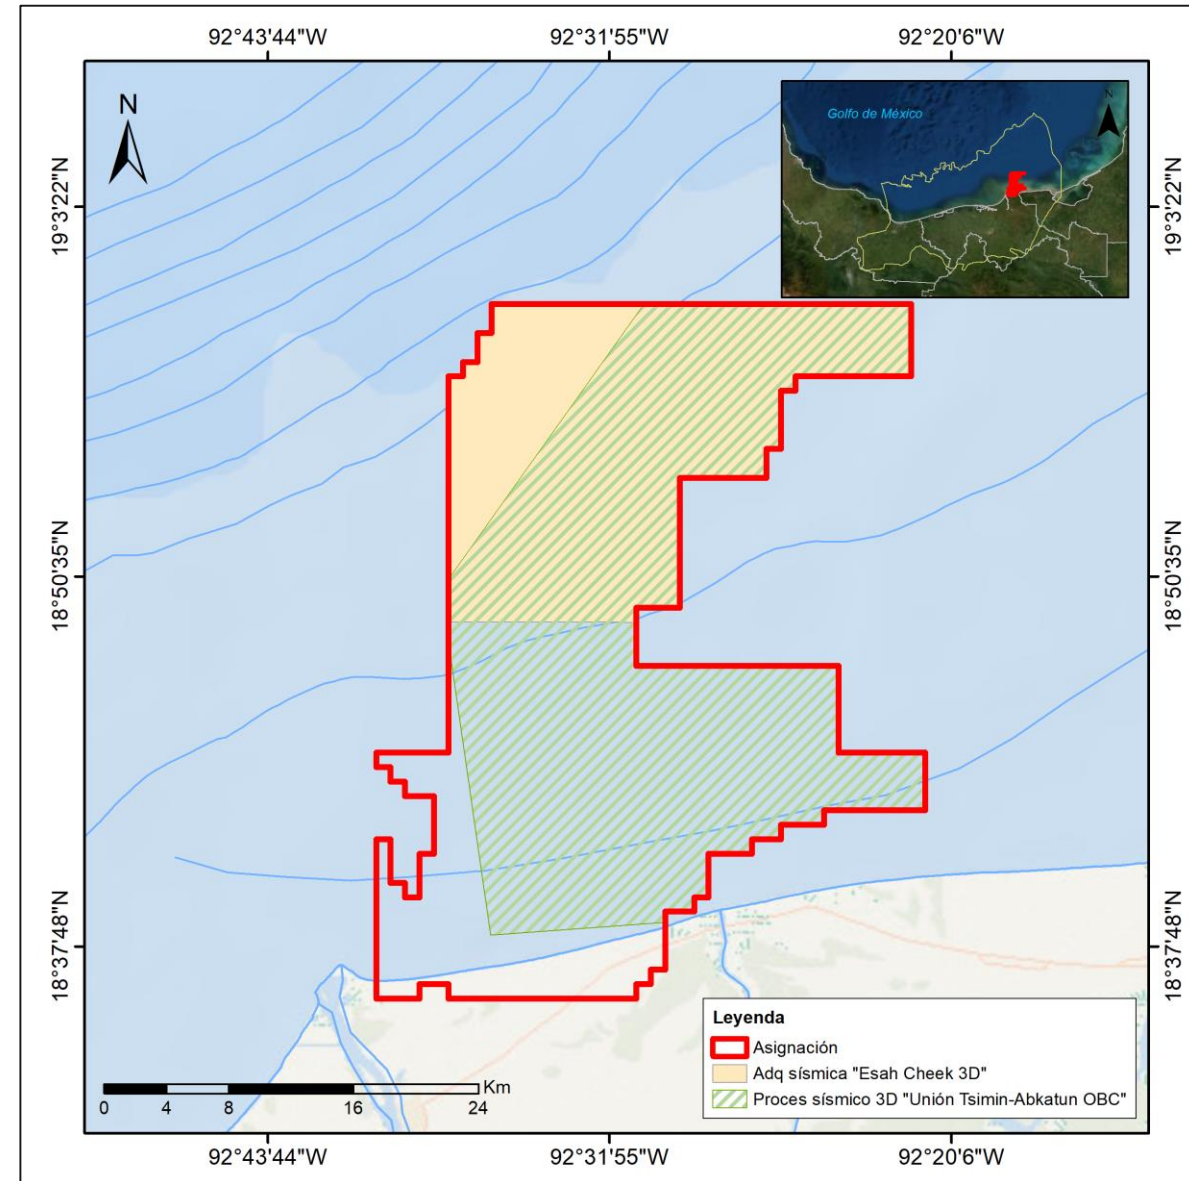 92°43'44"W 92°31'55"W 92°20'6"W
N
Golfo de México
N
19°3'22"N 19°3'22"N
18°50'35"N 18°50'35"N
18°37'48"N 18°37'48"N
Leyenda
Asignación
Adq sísmica "Esah Cheek 3D"
Proces sísmico 3D "Unión Tsimin-Abkatun OBC"
Km
0 4 8 16 24
92°43'44"W 92°31'55"W 92°20'6"W